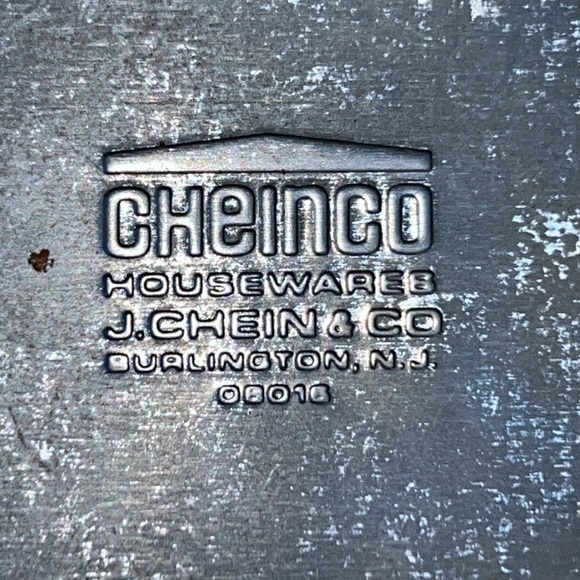 CHEINCO
HOUSEWARES
J. CHEIN & CO
BURLINGTON, N. J.
08016